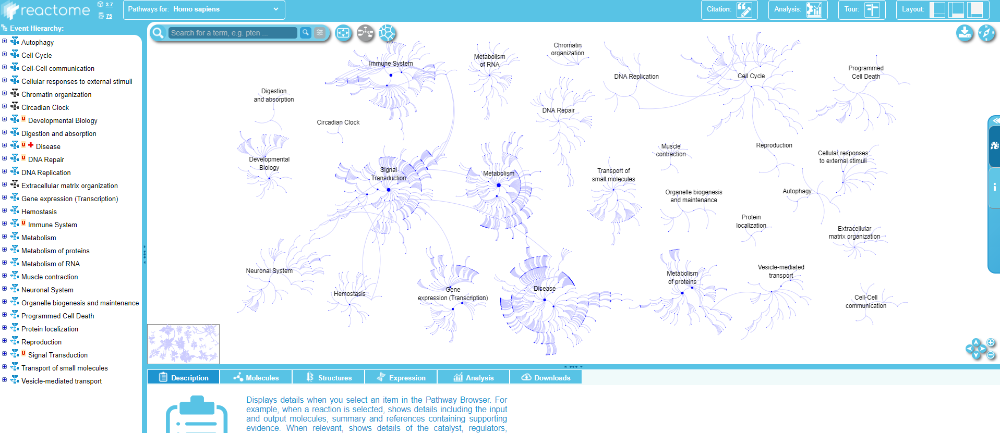 reactome
3.7
75
Pathways for: Homo sapiens
Citation:
Analysis:
Tour:
Layout:
Event Hierarchy:
Autophagy
Cell Cycle
Cell-Cell communication
Cellular responses to external stimuli
Chromatin organization
Circadian Clock
U Developmental Biology
Digestion and absorption
U Disease
U DNA Repair
DNA Replication
Extracellular matrix organization
Gene expression (Transcription)
Hemostasis
U Immune System
Metabolism
Metabolism of proteins
Metabolism of RNA
Muscle contraction
Neuronal System
Organelle biogenesis and maintenance
Programmed Cell Death
Protein localization
Reproduction
U Signal Transduction
Transport of small molecules
Vesicle-mediated transport
Search for a term, e.g. pten ...
N
W E
S
Immune System
Metabolism
of RNA
Chromatin
organization
DNA Replication
Cell Cycle
Programmed
Cell Death
Digestion
and absorption
Circadian Clock
DNA Repair
Developmental
Biology
Signal
Transduction
Metabolism
Transport of
small molecules
Muscle
contraction
Reproduction
Cellular responses
to external stimuli
Organelle biogenesis
and maintenance
Autophagy
Protein
localization
Extracellular
matrix organization
Neuronal System
Hemostasis
Gene
expression (Transcription)
Disease
Metabolism
of proteins
Vesicle-mediated
transport
Cell-Cell
communication
i
Description
Molecules
Structures
Expression
Analysis
Downloads
Displays details when you select an item in the Pathway Browser. For
example, when a reaction is selected, shows details including the input
and output molecules, summary and references containing supporting
evidence. When relevant, shows details of the catalyst, regulators,